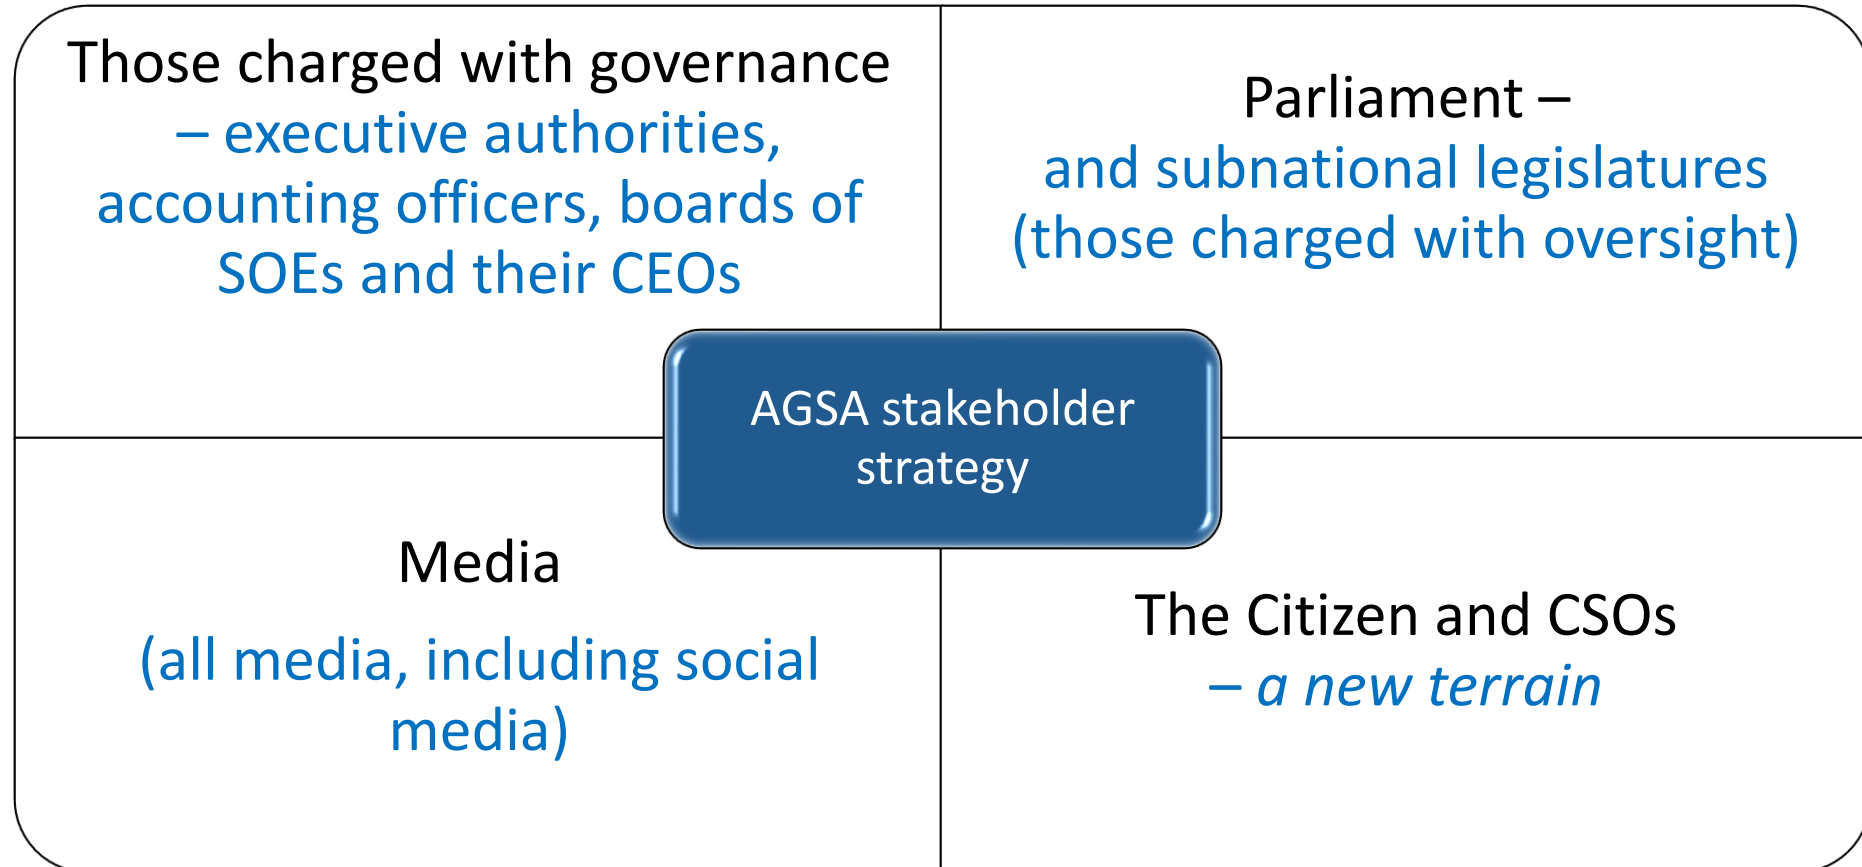 Those charged with governance
– executive authorities,
accounting officers, boards of
SOEs and their CEOs
Parliament –
and subnational legislatures
(those charged with oversight)
AGSA stakeholder
strategy
Media
(all media, including social
media)
The Citizen and CSOs
– a new terrain